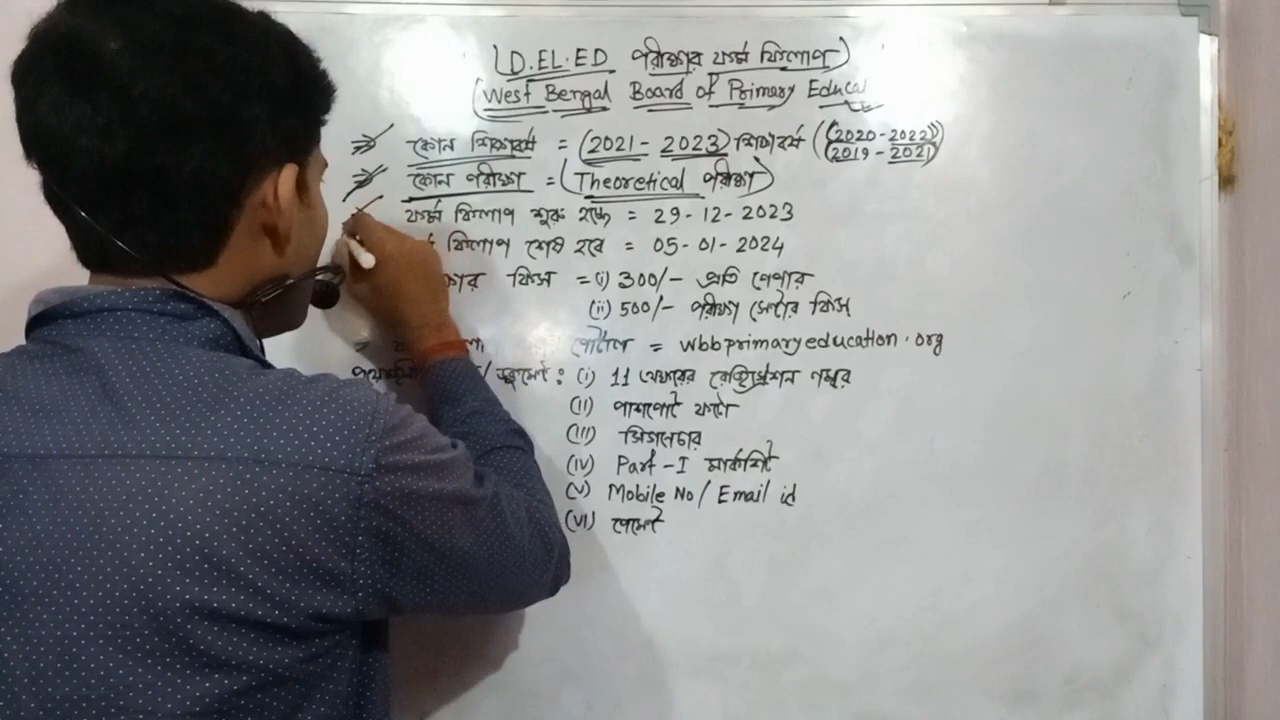 (D.EL.ED পরীক্ষার ফর্ম ফিলাপ)
(West Bengal Board of Primary Educa
কোন শিক্ষাবর্ষ = (2021 - 2023) শিক্ষাবর্ষ ((2020-2022))
(2019 - 2021)
কোন পরীক্ষা = (Theoretical পরীক্ষা)
ফর্ম ফিলাপ শুরু হচ্ছে = 29-12-2023
ফিলাপ শেষ হবে = 05-01-2024
ফিস = (i) 300/- প্রতি পেপার
(ii) 500/- পরীক্ষা সেন্টার ফিস
পোর্টাল = wbbprimaryeducation.org
(i) 11 নম্বর রেজিস্ট্রেশন নম্বর
(II) পাসপোর্ট ফটো
(III) সিগনেচার
(IV) Part-I মার্কশিট
(V) Mobile No/ Email id
(VI) পেমেন্ট